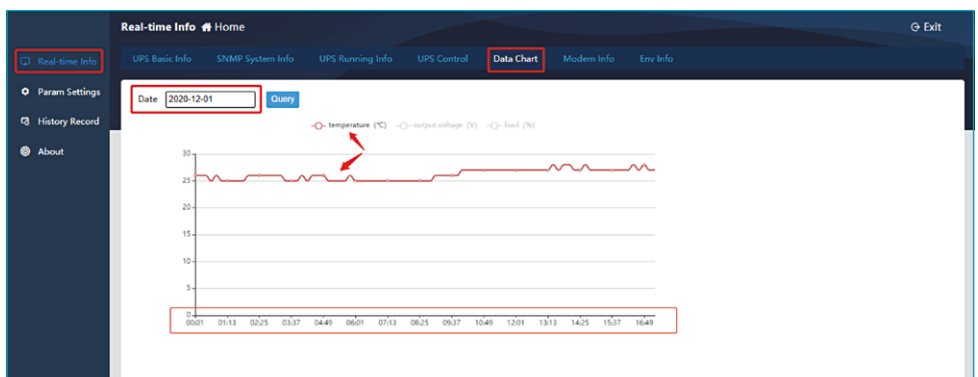 Real-time Info Home Exit
Real-time Info
UPS Basic Info SNMP System Info UPS Running Info UPS Control Data Chart Modem Info Env Info
Param Settings
Date 2020-12-01 Query
History Record
temperature (℃) output voltage (V) load (%)
About
30
25
20
15
10
5
0
00:01 01:13 02:25 03:37 04:49 06:01 07:13 08:25 09:37 10:49 12:01 13:13 14:25 15:37 16:49